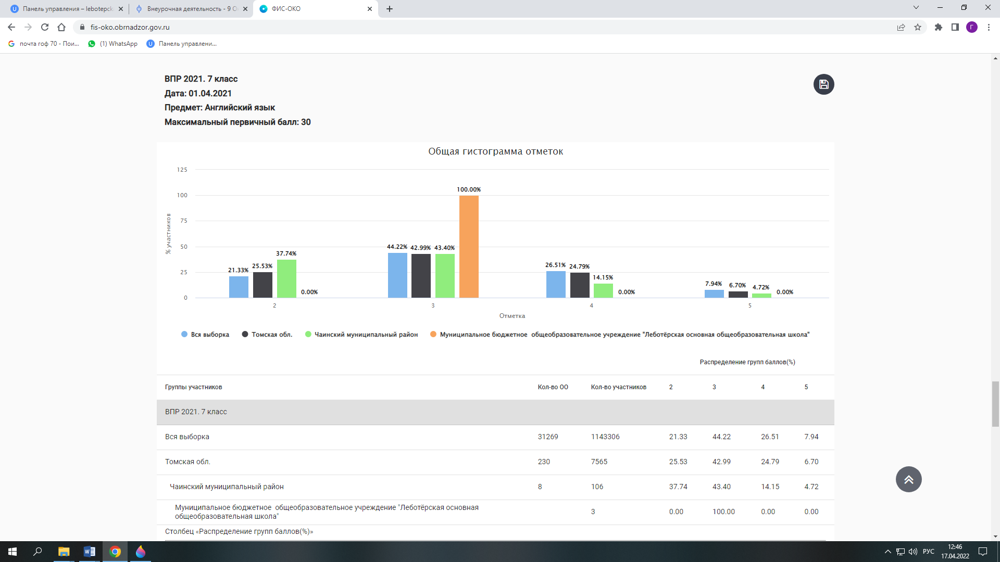 Панель управления – lebotepck
Внеурочная деятельность - 9 О
ФИС-ОКО
fis-oko.obrnadzor.gov.ru
Г
почта гоф 70 - Пои...
(1) WhatsApp
Панель управлени...
ВПР 2021. 7 класс
Дата: 01.04.2021
Предмет: Английский язык
Максимальный первичный балл: 30
Общая гистограмма отметок
% участников
125
100
75
50
25
0
21.33% 25.53% 37.74% 0.00%
44.22% 42.99% 43.40% 100.00%
26.51% 24.79% 14.15% 0.00%
7.94% 6.70% 4.72% 0.00%
2 3 4 5
Отметка
Вся выборка Томская обл. Чаинский муниципальный район Муниципальное бюджетное общеобразовательное учреждение "Леботёрская основная общеобразовательная школа"
Распределение групп баллов(%)
Группы участников Кол-во ОО Кол-во участников 2 3 4 5
ВПР 2021. 7 класс
Вся выборка 31269 1143306 21.33 44.22 26.51 7.94
Томская обл. 230 7565 25.53 42.99 24.79 6.70
Чаинский муниципальный район 8 106 37.74 43.40 14.15 4.72
Муниципальное бюджетное общеобразовательное учреждение "Леботёрская основная
общеобразовательная школа" 3 0.00 100.00 0.00 0.00
Столбец «Распределение групп баллов(%)»
РУС
12:46
17.04.2022